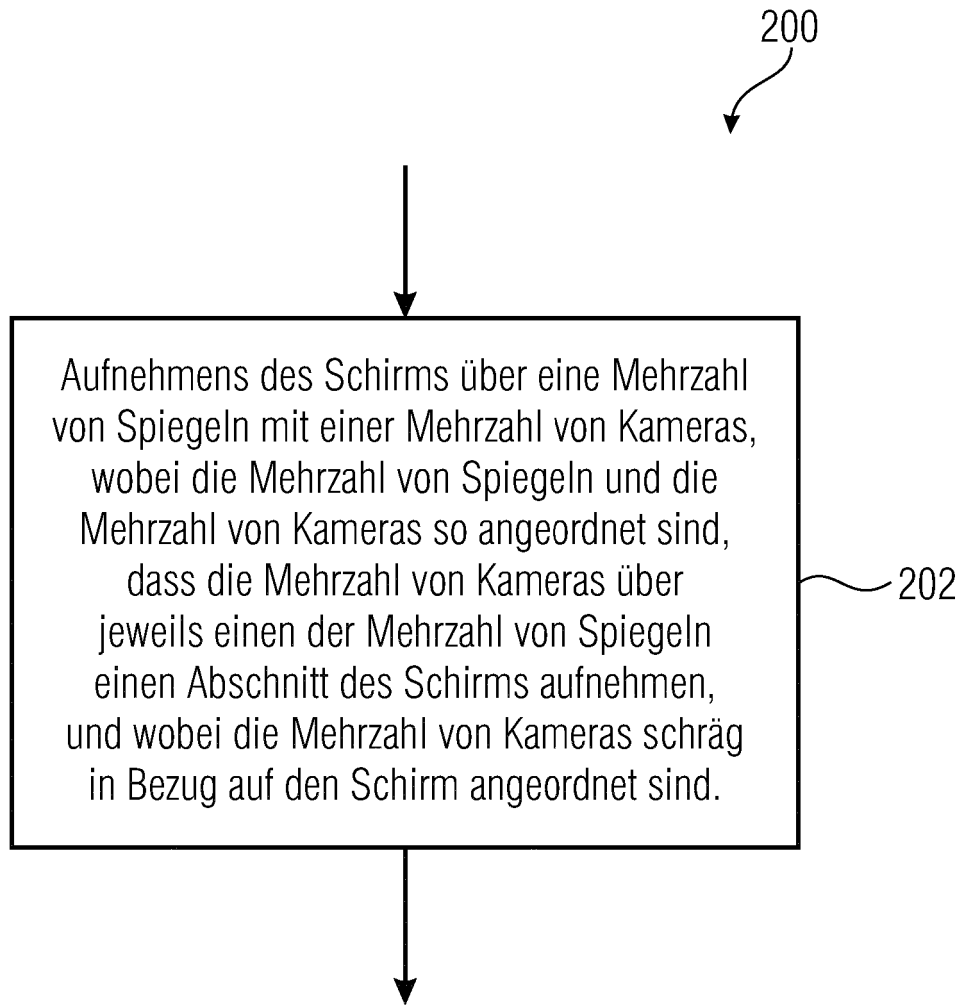 200
Aufnehmens des Schirms über eine Mehrzahl
von Spiegeln mit einer Mehrzahl von Kameras,
wobei die Mehrzahl von Spiegeln und die
Mehrzahl von Kameras so angeordnet sind,
dass die Mehrzahl von Kameras über
jeweils einen der Mehrzahl von Spiegeln
einen Abschnitt des Schirms aufnehmen,
und wobei die Mehrzahl von Kameras schräg
in Bezug auf den Schirm angeordnet sind.
202